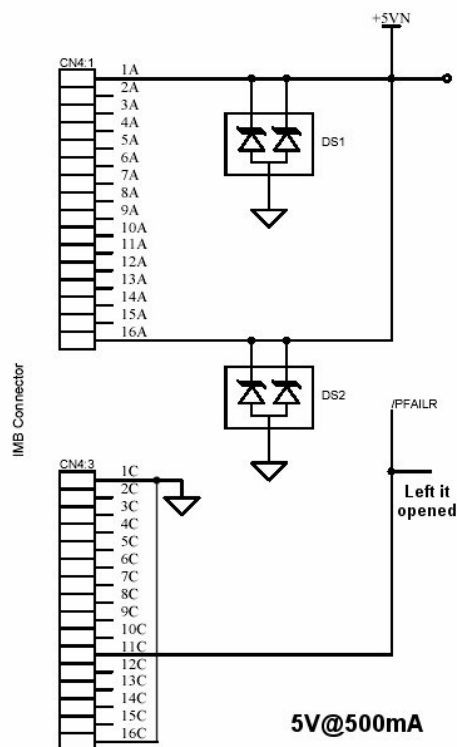 +5VN
CN4:1
1A
2A
3A
4A
5A
6A
7A
8A
9A
10A
11A
12A
13A
14A
15A
16A
DS1
DS2
IMB Connector
/PFAILR
Left it
opened
CN4:3
1C
2C
3C
4C
5C
6C
7C
8C
9C
10C
11C
12C
13C
14C
15C
16C
5V@500mA